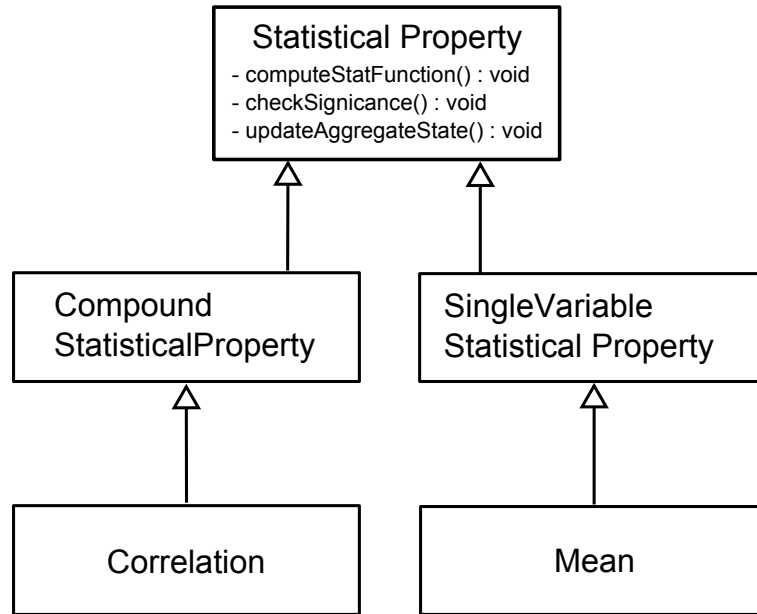 Statistical Property
- computeStatFunction() : void
- checkSignicance() : void
- updateAggregateState() : void
Compound
StatisticalProperty
SingleVariable
Statistical Property
Correlation
Mean